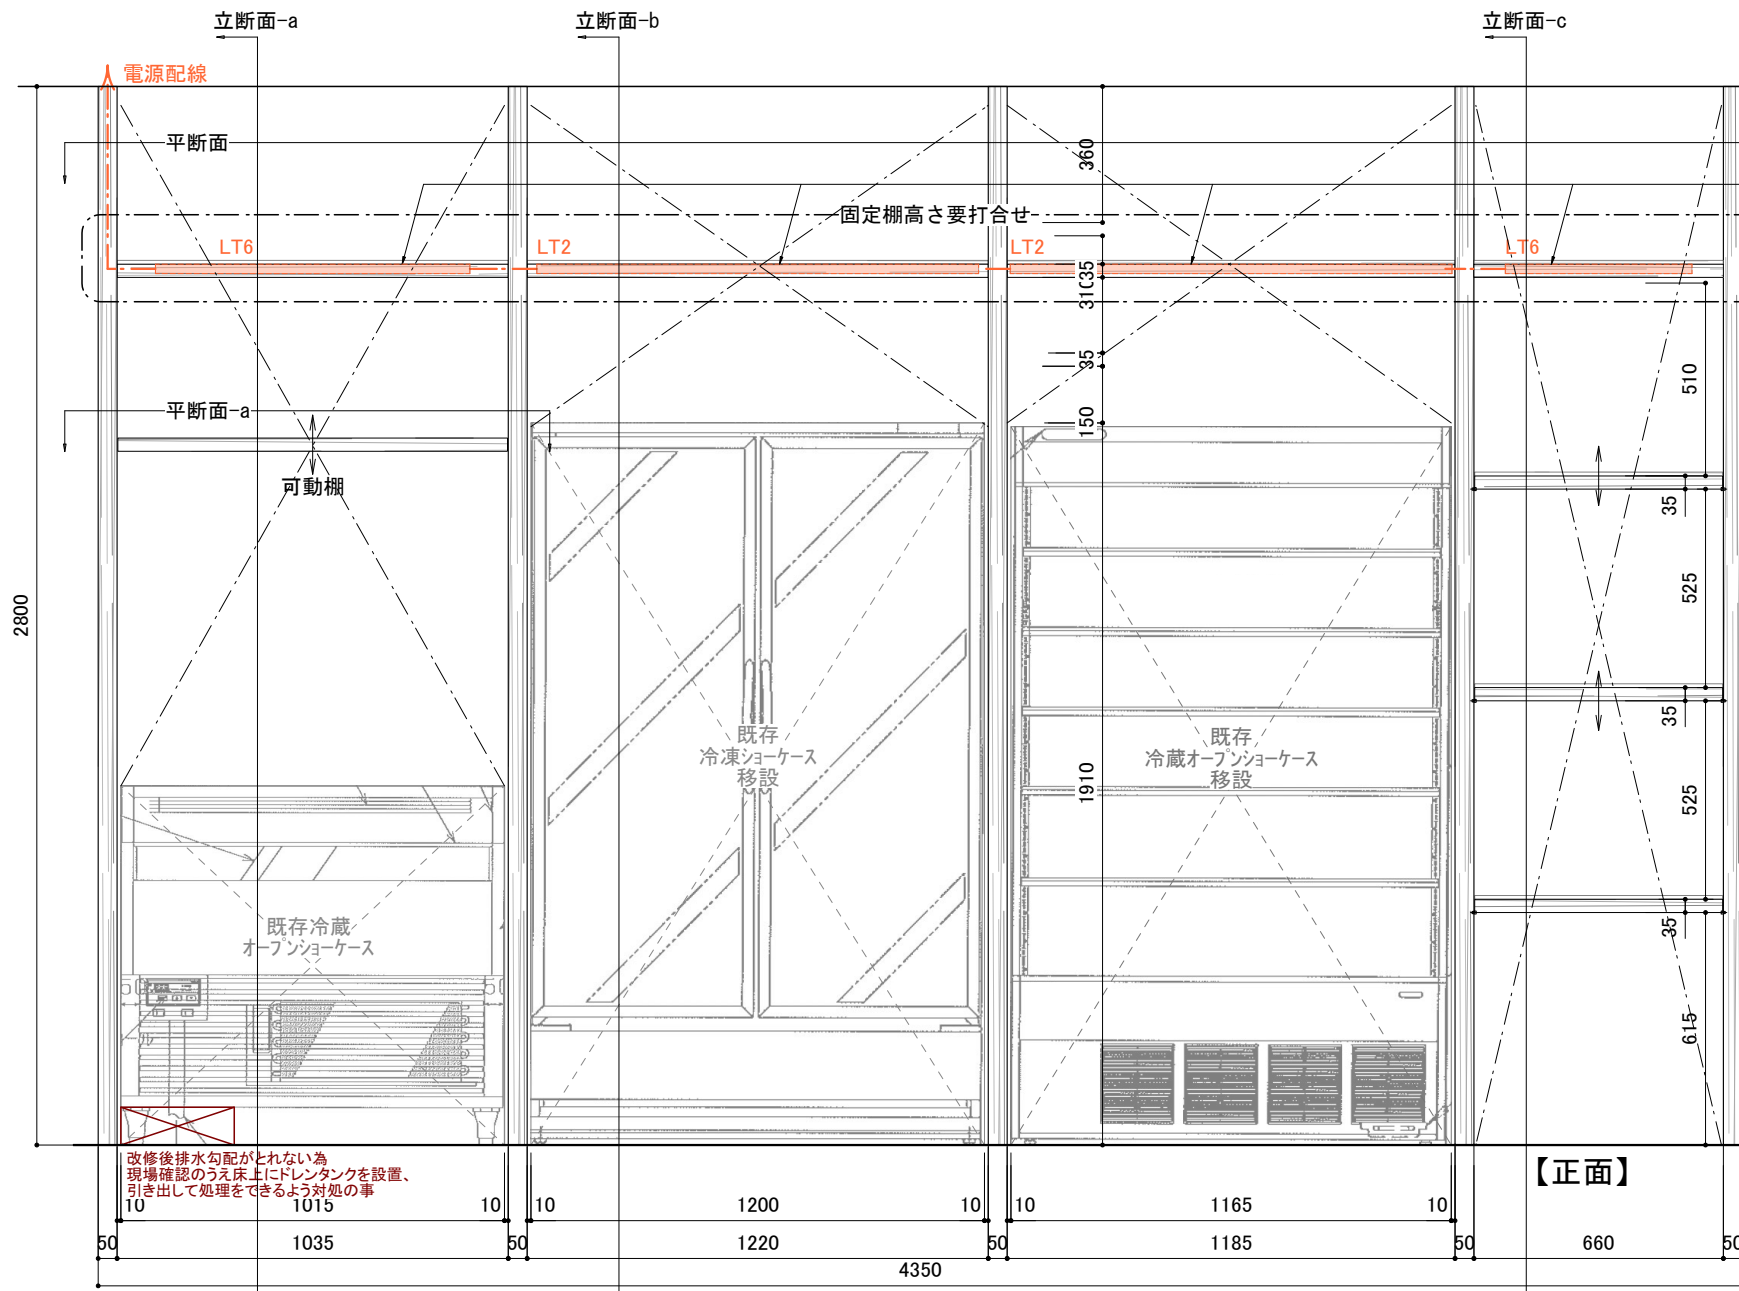 立断面-a
立断面-b
立断面-c
電源配線
平断面
360
固定棚高さ要打合せ
LT6
LT2
LT2
LT6
35
310
35
510
平断面-a
150
可動棚
35
525
2800
35
既存
冷凍ショーケース
移設
既存
冷蔵オープンショーケース
移設
1910
525
既存冷蔵
オープンショーケース
35
615
改修後排水勾配がとれない為
現場確認のうえ床上にドレンタンクを設置、
引き出して処理をできるよう対処の事
【正面】
10 1015 10 10 1200 10 10 1165 10
50 1035 50 1220 50 1185 50 660 50
4350